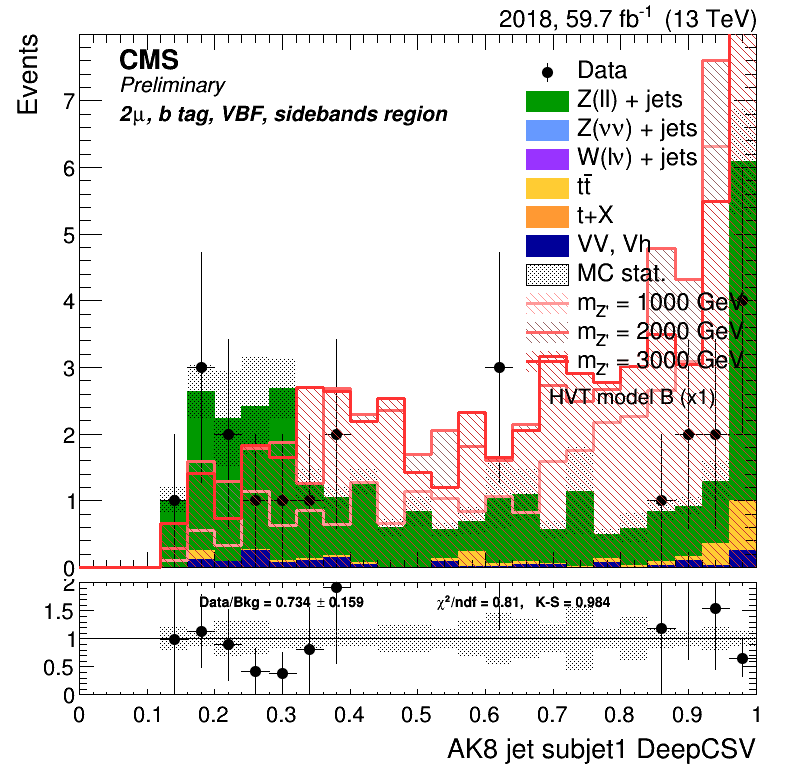 2018, 59.7 fb⁻¹ (13 TeV)
Events
CMS
Preliminary
2μ, b tag, VBF, sidebands region
Data
Z(ll) + jets
Z(νν) + jets
W(lν) + jets
tt̄
t+X
VV, Vh
MC stat.
m_Z' = 1000 GeV
m_Z' = 2000 GeV
m_Z' = 3000 GeV
HVT model B (x1)
7
6
5
4
3
2
1
0
Data/Bkg = 0.734 ± 0.159
χ²/ndf = 0.81, K-S = 0.984
2
1.5
1
0.5
0
0 0.1 0.2 0.3 0.4 0.5 0.6 0.7 0.8 0.9 1
AK8 jet subjet1 DeepCSV